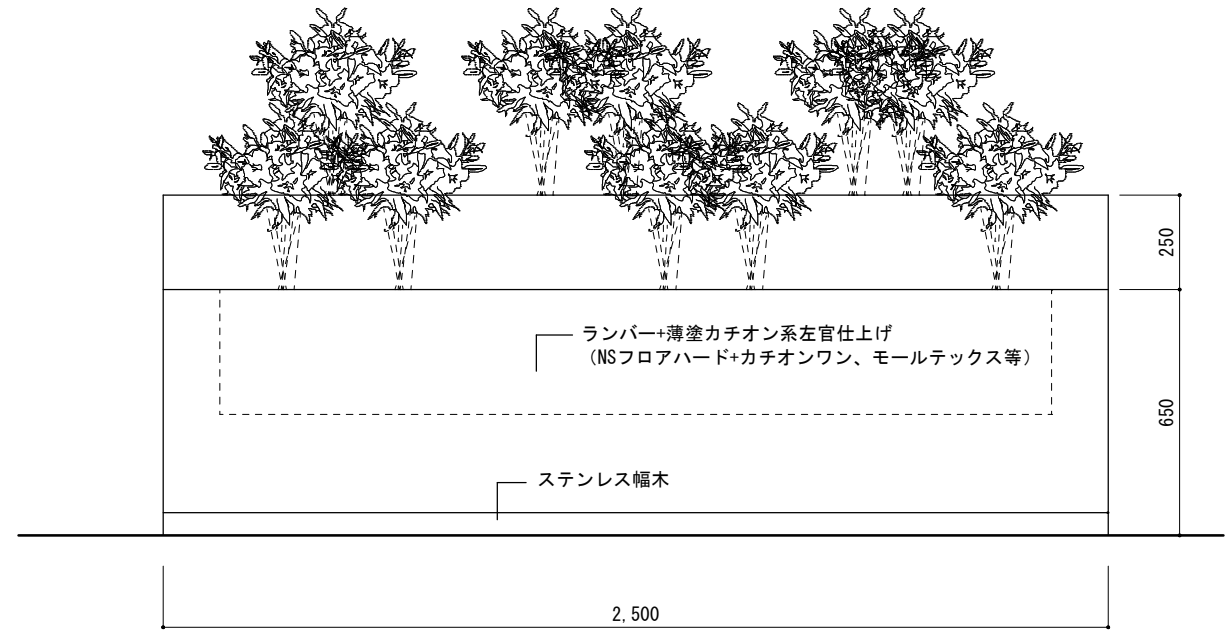 250
ランバー+薄塗カチオン系左官仕上げ
（NSフロアハード+カチオンワン、モールテックス等）
650
ステンレス幅木
2,500